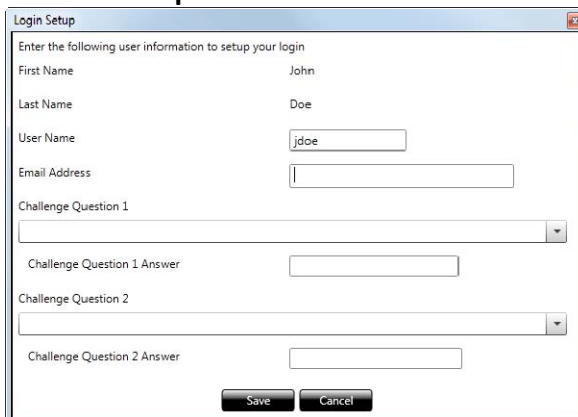 Login Setup
Enter the following user information to setup your login
First Name John
Last Name Doe
User Name jdoe
Email Address
Challenge Question 1
Challenge Question 1 Answer
Challenge Question 2
Challenge Question 2 Answer
Save Cancel